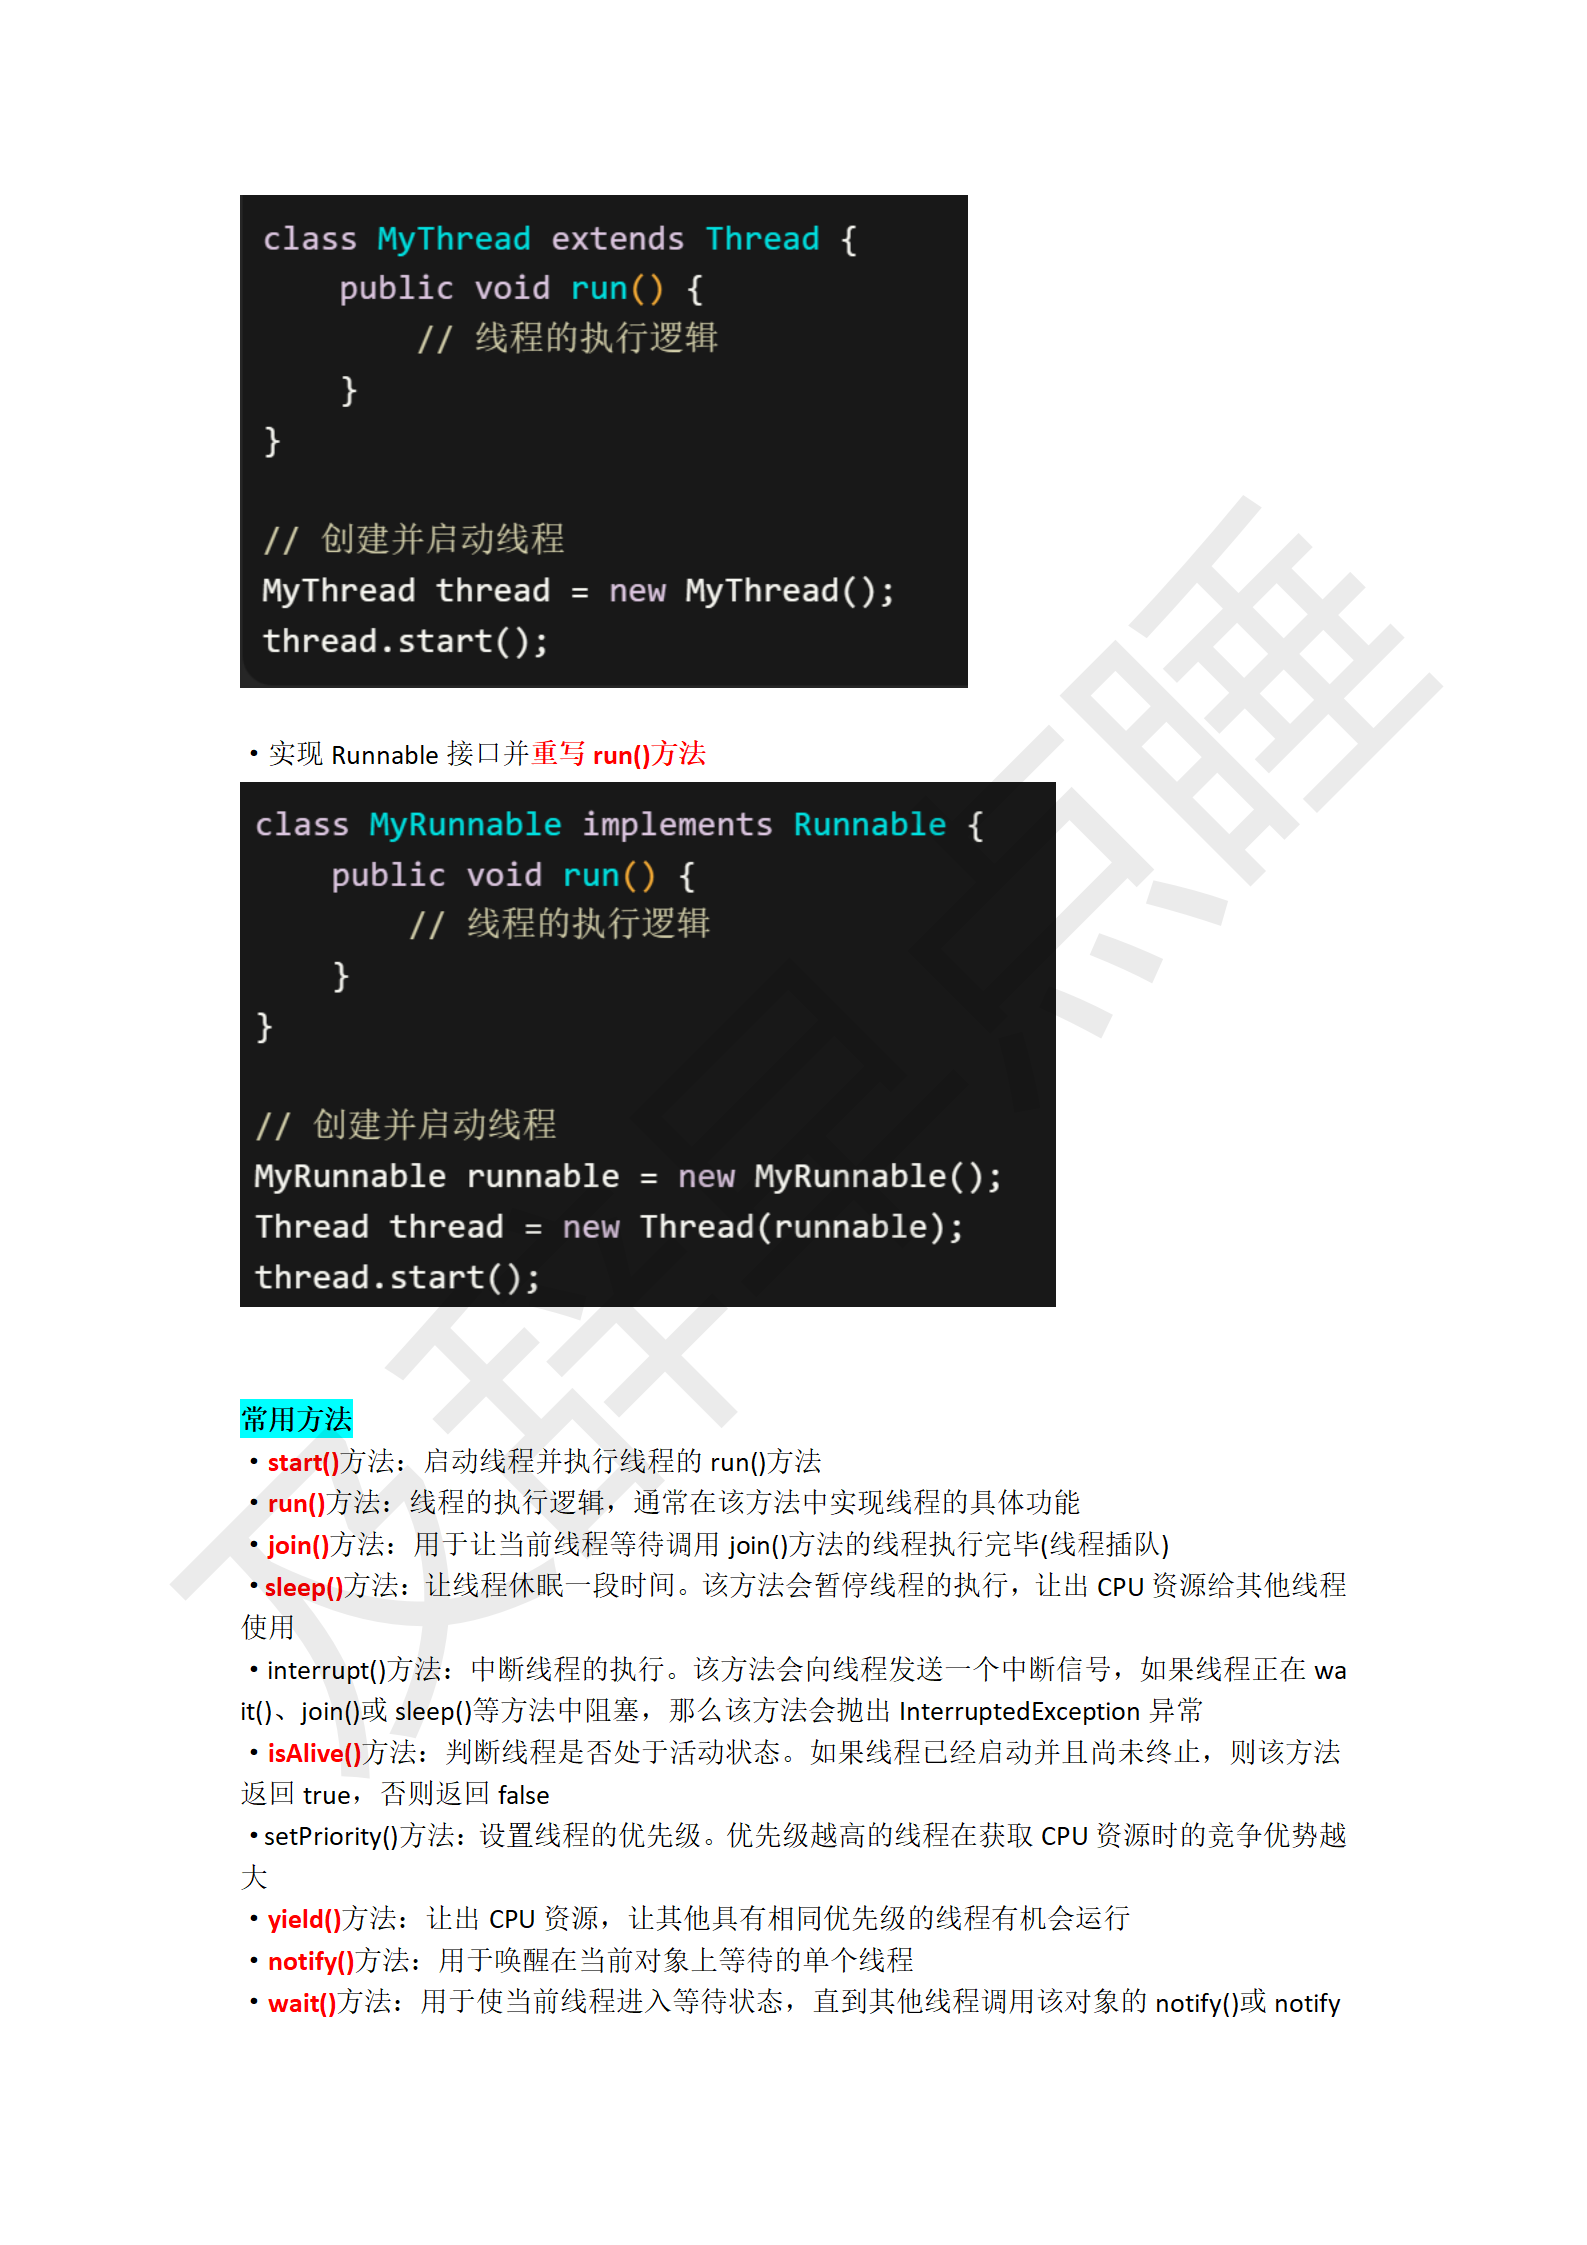 class MyThread extends Thread {
    public void run() {
        // 线程的执行逻辑
    }
}
// 创建并启动线程
MyThread thread = new MyThread();
thread.start();
·实现 Runnable 接口并重写 run()方法
class MyRunnable implements Runnable {
    public void run() {
        // 线程的执行逻辑
    }
}
// 创建并启动线程
MyRunnable runnable = new MyRunnable();
Thread thread = new Thread(runnable);
thread.start();
常用方法
·start()方法：启动线程并执行线程的 run()方法
·run()方法：线程的执行逻辑，通常在该方法中实现线程的具体功能
·join()方法：用于让当前线程等待调用 join()方法的线程执行完毕(线程插队)
·sleep()方法：让线程休眠一段时间。该方法会暂停线程的执行，让出 CPU 资源给其他线程
使用
·interrupt()方法：中断线程的执行。该方法会向线程发送一个中断信号，如果线程正在 wa
it()、join()或 sleep()等方法中阻塞，那么该方法会抛出 InterruptedException 异常
·isAlive()方法：判断线程是否处于活动状态。如果线程已经启动并且尚未终止，则该方法
返回 true，否则返回 false
·setPriority()方法：设置线程的优先级。优先级越高的线程在获取 CPU 资源时的竞争优势越
大
·yield()方法：让出 CPU 资源，让其他具有相同优先级的线程有机会运行
·notify()方法：用于唤醒在当前对象上等待的单个线程
·wait()方法：用于使当前线程进入等待状态，直到其他线程调用该对象的 notify()或 notify